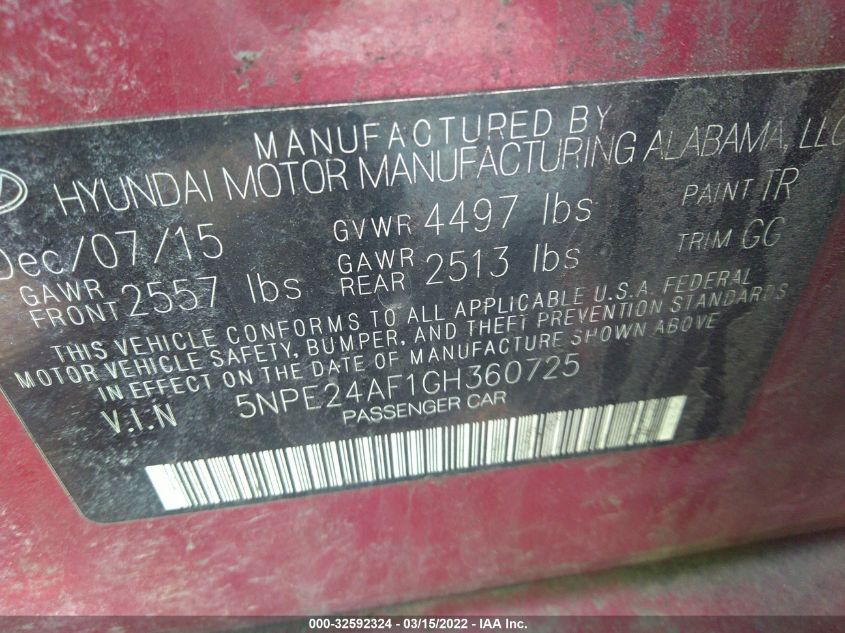 MANUFACTURED BY
HYUNDAI MOTOR MANUFACTURING ALABAMA, LLC
Dec/07/15 GVWR 4497 lbs PAINT TR
GAWR FRONT 2557 lbs GAWR REAR 2513 lbs TRIM GG
THIS VEHICLE CONFORMS TO ALL APPLICABLE U.S.A. FEDERAL
MOTOR VEHICLE SAFETY, BUMPER, AND THEFT PREVENTION STANDARDS
IN EFFECT ON THE DATE OF MANUFACTURE SHOWN ABOVE
V.I.N 5NPE24AF1GH360725
PASSENGER CAR
000-32592324 - 03/15/2022 - IAA Inc.